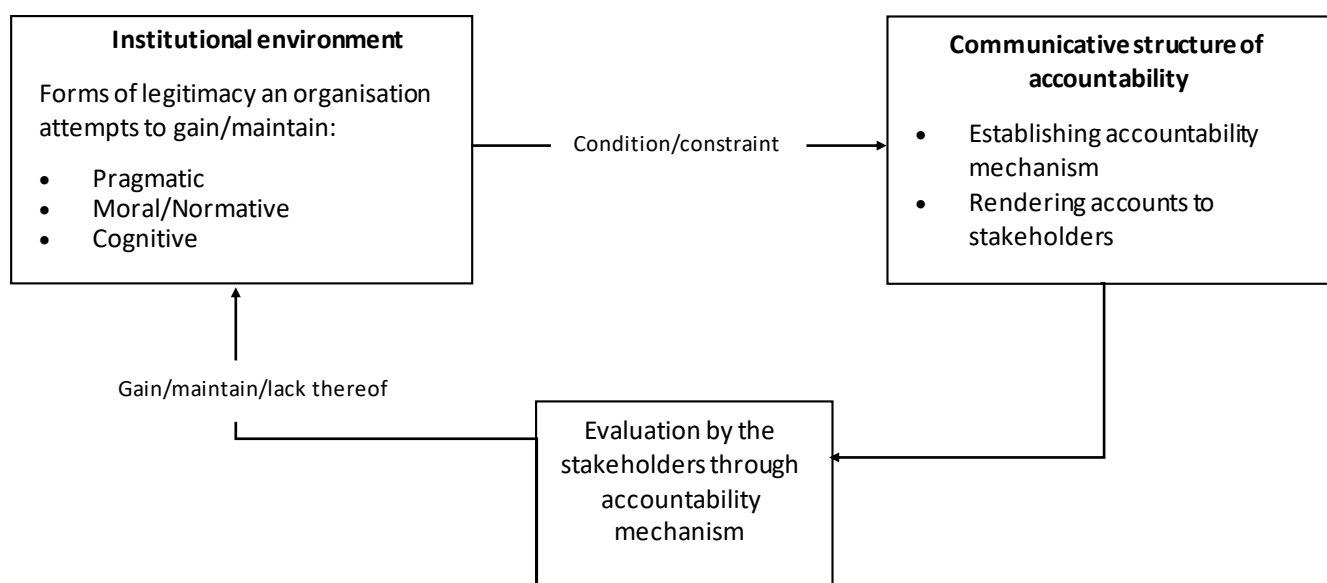 Institutional environment
Forms of legitimacy an organisation
attempts to gain/maintain:
• Pragmatic
• Moral/Normative
• Cognitive
Condition/constraint
Communicative structure of
accountability
• Establishing accountability
mechanism
• Rendering accounts to
stakeholders
Gain/maintain/lack thereof
Evaluation by the
stakeholders through
accountability
mechanism